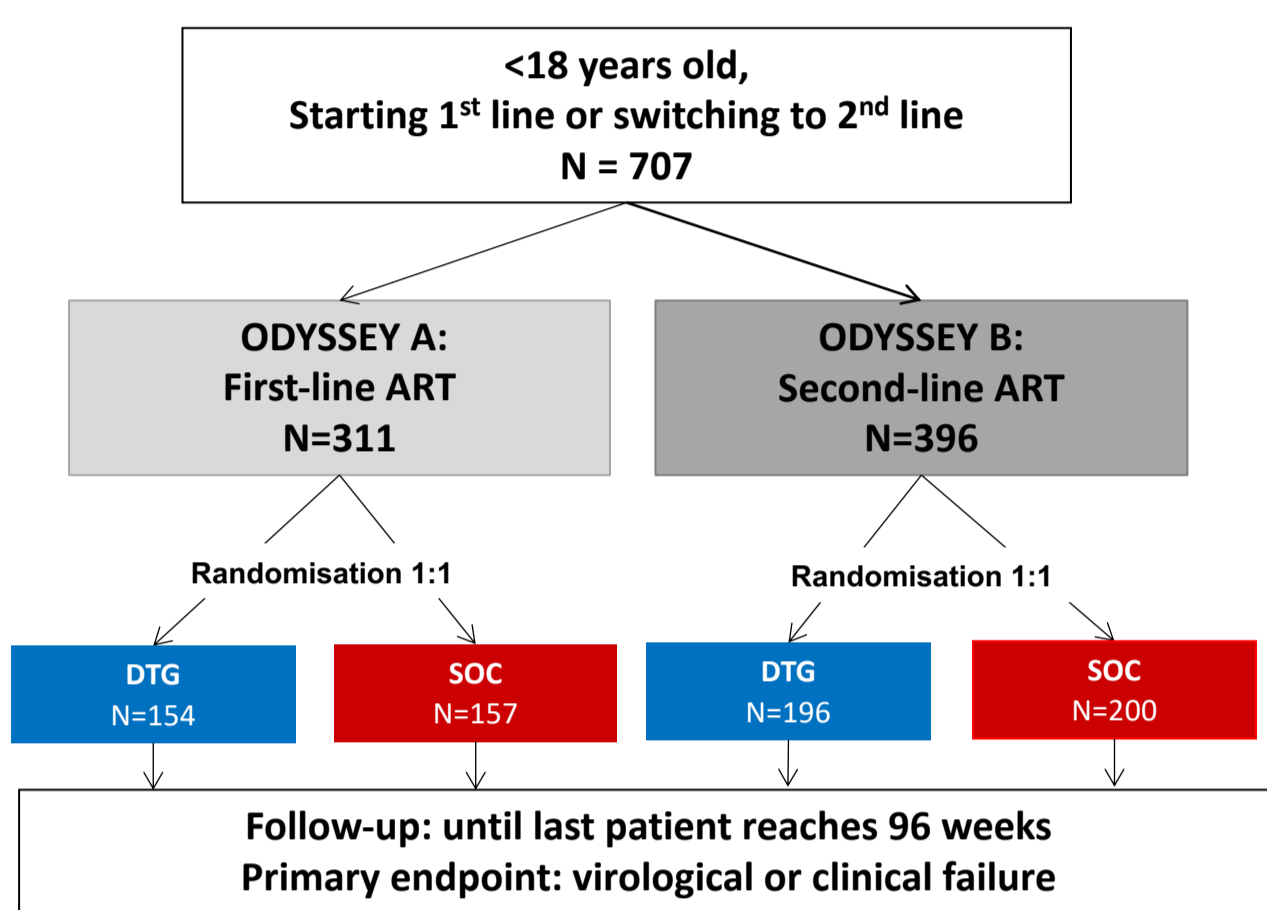 <18 years old,
Starting 1st line or switching to 2nd line
N = 707
ODYSSEY A:
First-line ART
N=311
ODYSSEY B:
Second-line ART
N=396
Randomisation 1:1
Randomisation 1:1
DTG
N=154
SOC
N=157
DTG
N=196
SOC
N=200
Follow-up: until last patient reaches 96 weeks
Primary endpoint: virological or clinical failure